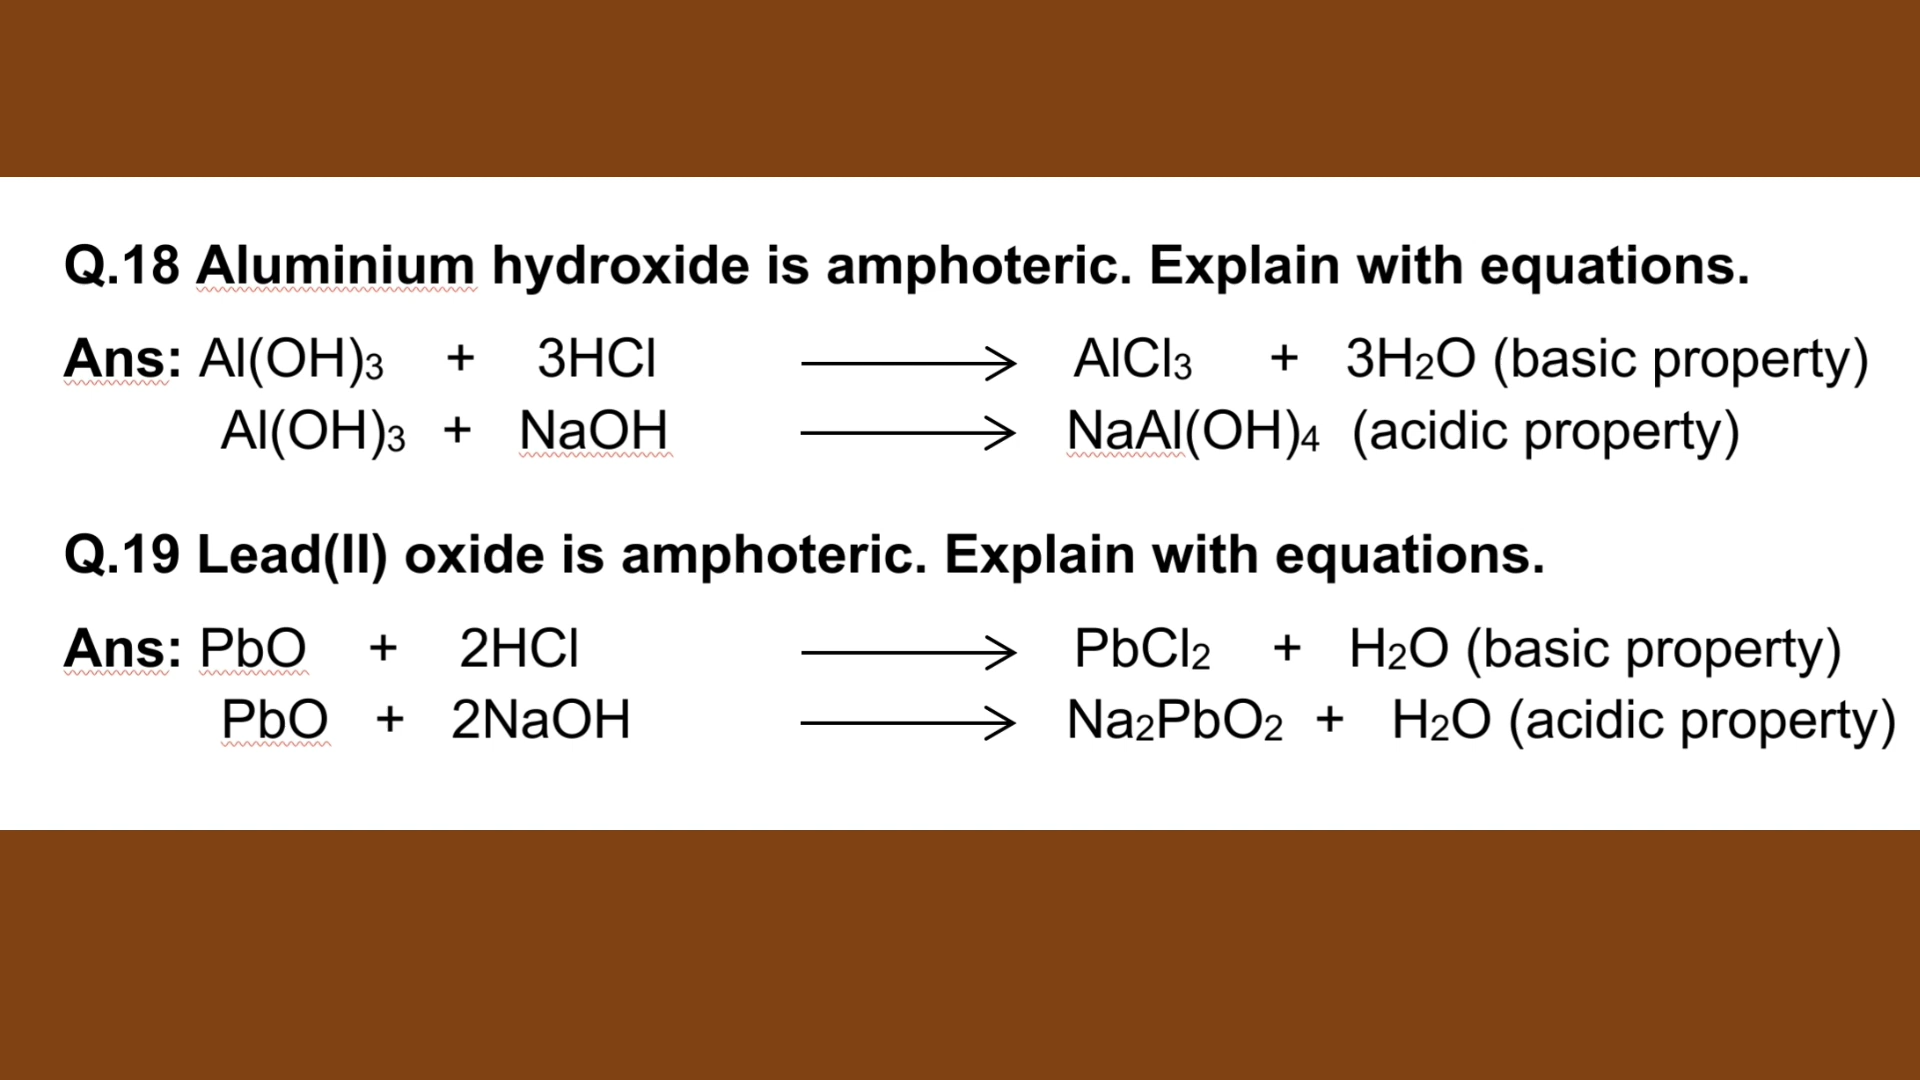 Q.18 Aluminium hydroxide is amphoteric. Explain with equations.
Ans: Al(OH)3 + 3HCl ⟶ AlCl3 + 3H2O (basic property)
Al(OH)3 + NaOH ⟶ NaAl(OH)4 (acidic property)
Q.19 Lead(II) oxide is amphoteric. Explain with equations.
Ans: PbO + 2HCl ⟶ PbCl2 + H2O (basic property)
PbO + 2NaOH ⟶ Na2PbO2 + H2O (acidic property)